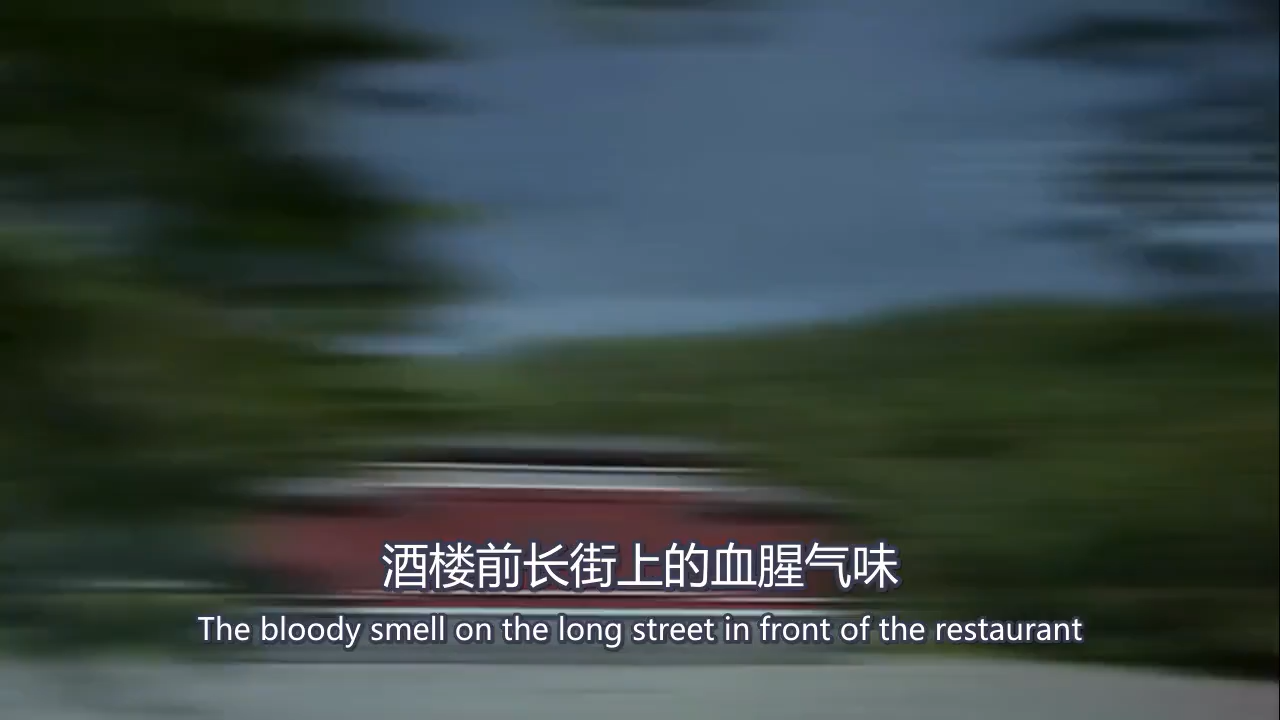 酒楼前长街上的血腥气味
The bloody smell on the long street in front of the restaurant